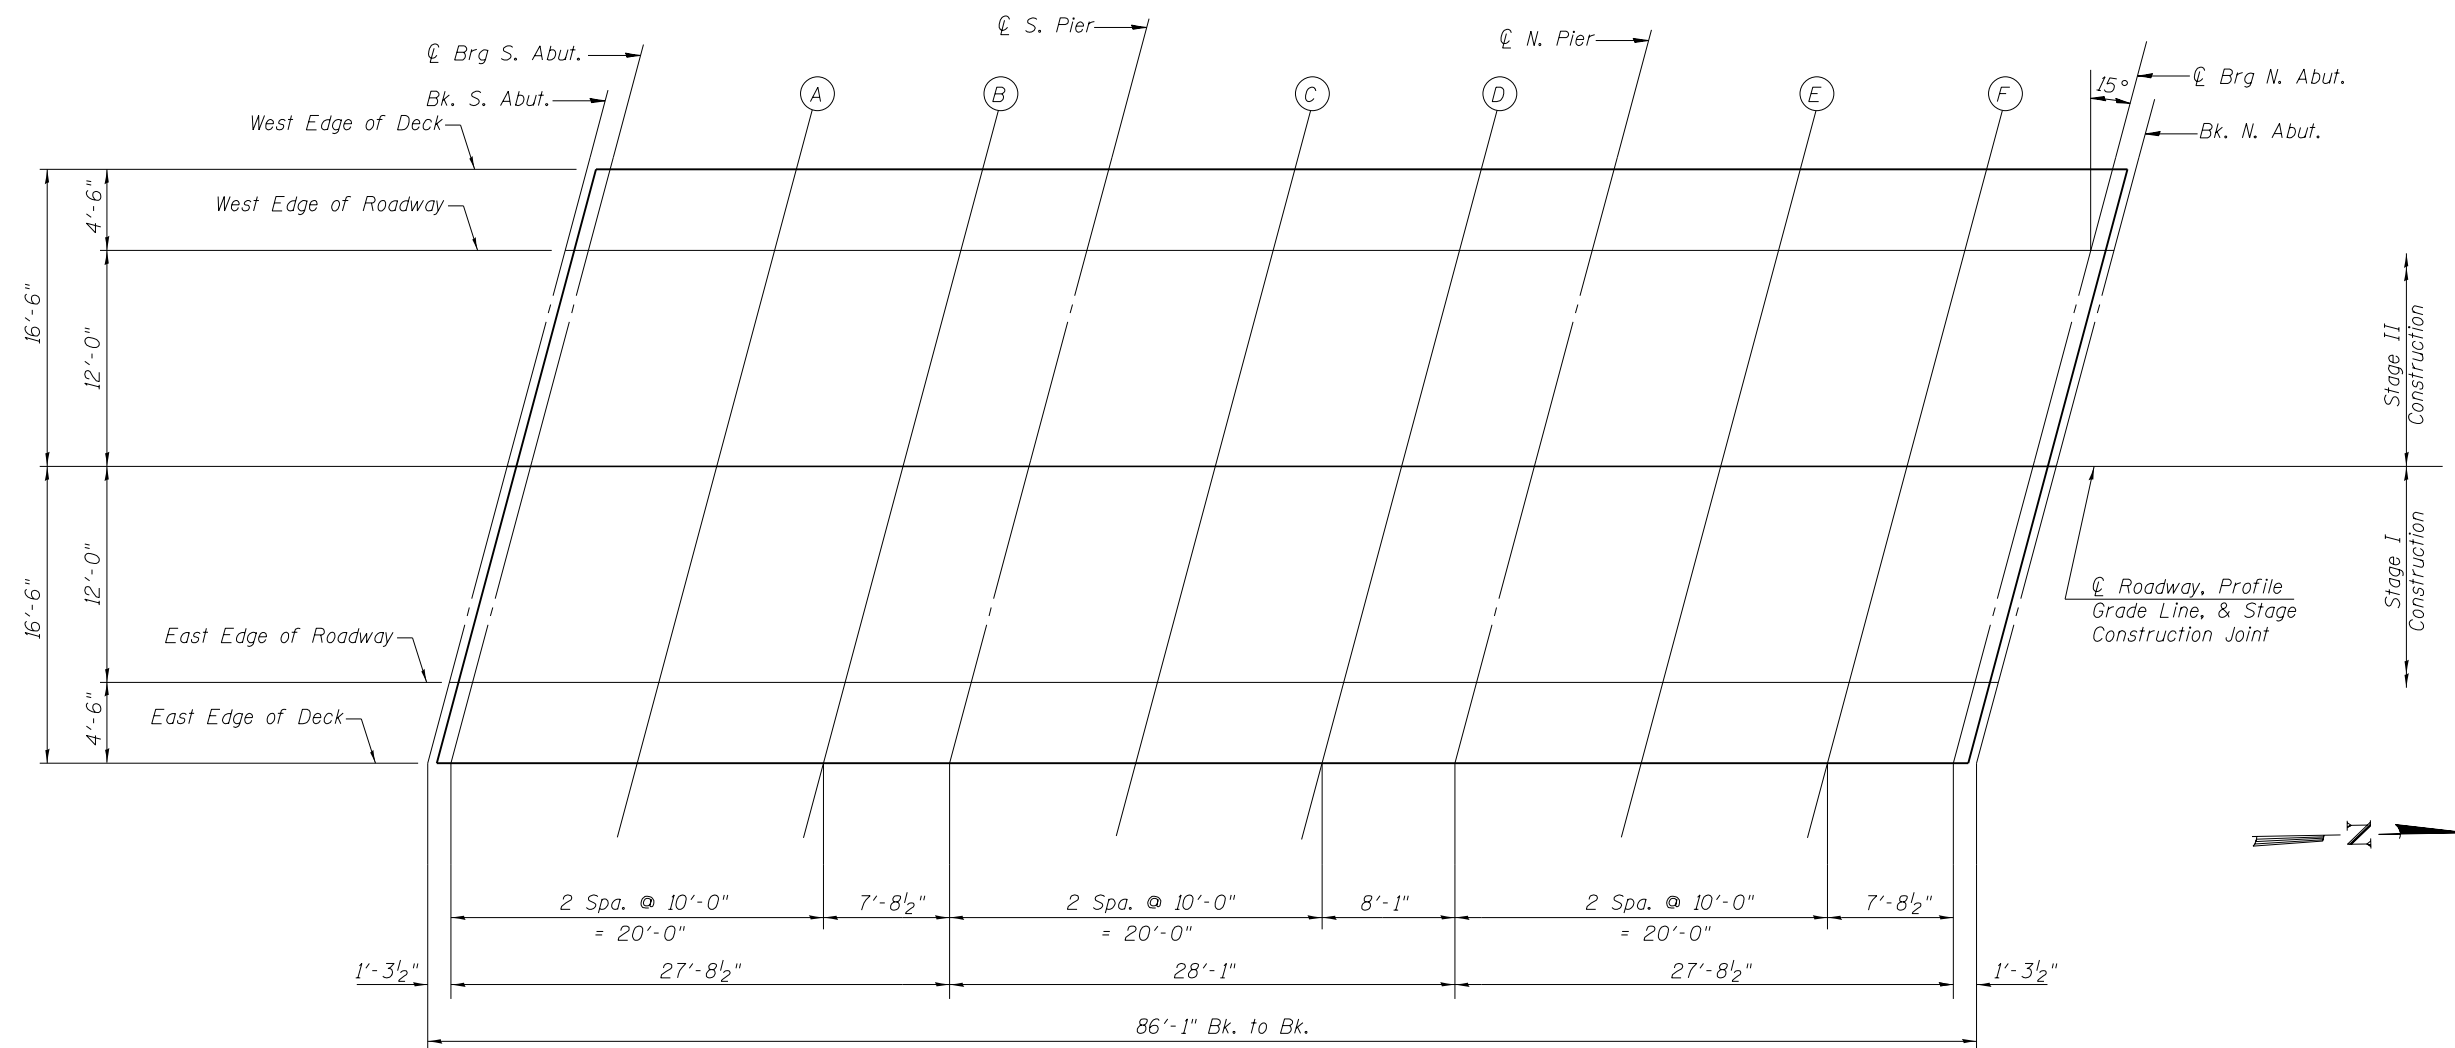 ℄ S. Pier
℄ N. Pier
℄ Brg S. Abut.
Bk. S. Abut.
West Edge of Deck
West Edge of Roadway
A
B
C
D
E
F
15°
℄ Brg N. Abut.
Bk. N. Abut.
4'-6"
16'-6"
12'-0"
12'-0"
16'-6"
4'-6"
East Edge of Roadway
East Edge of Deck
Stage II
Construction
Stage I
Construction
℄ Roadway, Profile
Grade Line, & Stage
Construction Joint
N
2 Spa. @ 10'-0"
= 20'-0"
7'-8½"
2 Spa. @ 10'-0"
= 20'-0"
8'-1"
2 Spa. @ 10'-0"
= 20'-0"
7'-8½"
1'-3½"
27'-8½"
28'-1"
27'-8½"
1'-3½"
86'-1" Bk. to Bk.